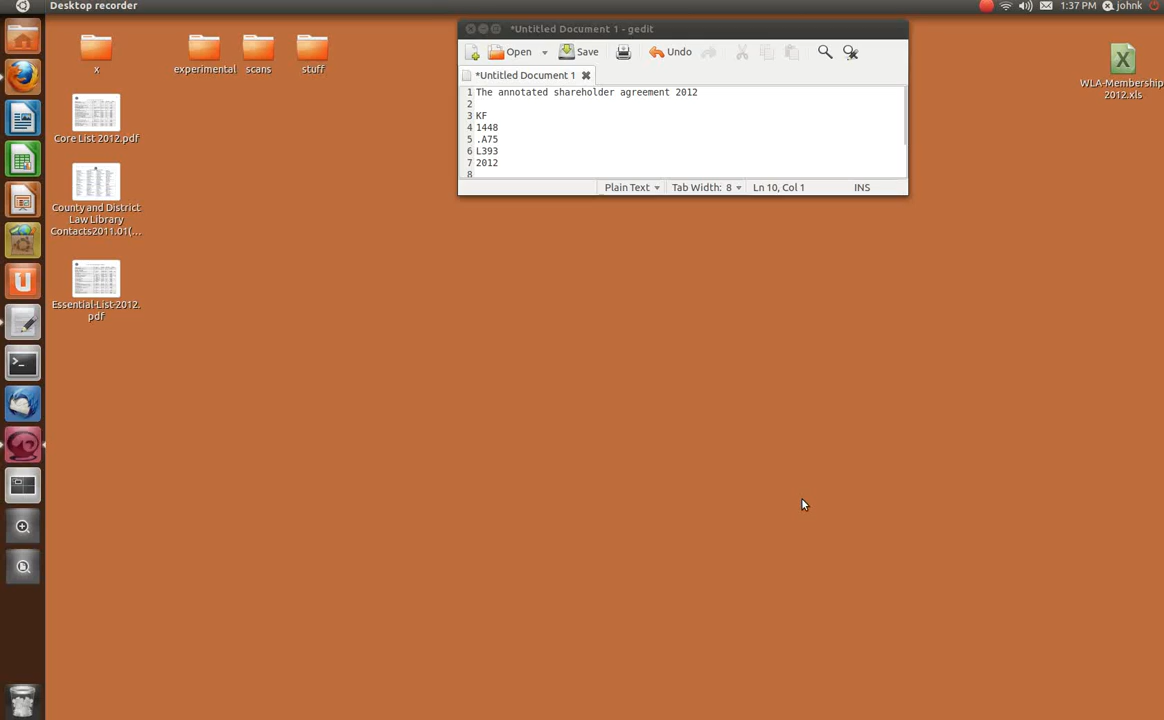 Desktop recorder
1:37 PM
johnk
x
experimental
scans
stuff
Core List 2012.pdf
County and District
Law Library
Contacts2011.01(...
Essential-List-2012.
pdf
*Untitled Document 1 - gedit
Open
Save
Undo
*Untitled Document 1
1 The annotated shareholder agreement 2012
2
3 KF
4 1448
5 .A75
6 L393
7 2012
8
Plain Text
Tab Width: 8
Ln 10, Col 1
INS
WLA-Membership
2012.xls